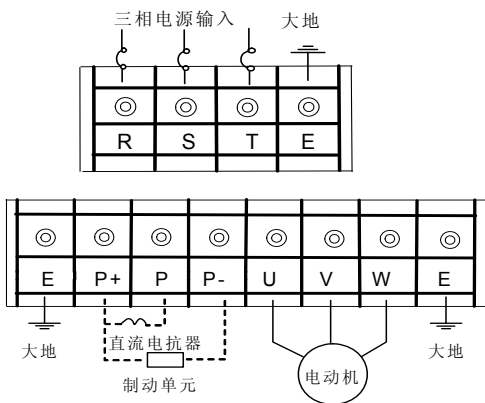 三相电源输入 大地
R S T E
E P+ P P- U V W E
大地 直流电抗器 大地
制动单元 电动机